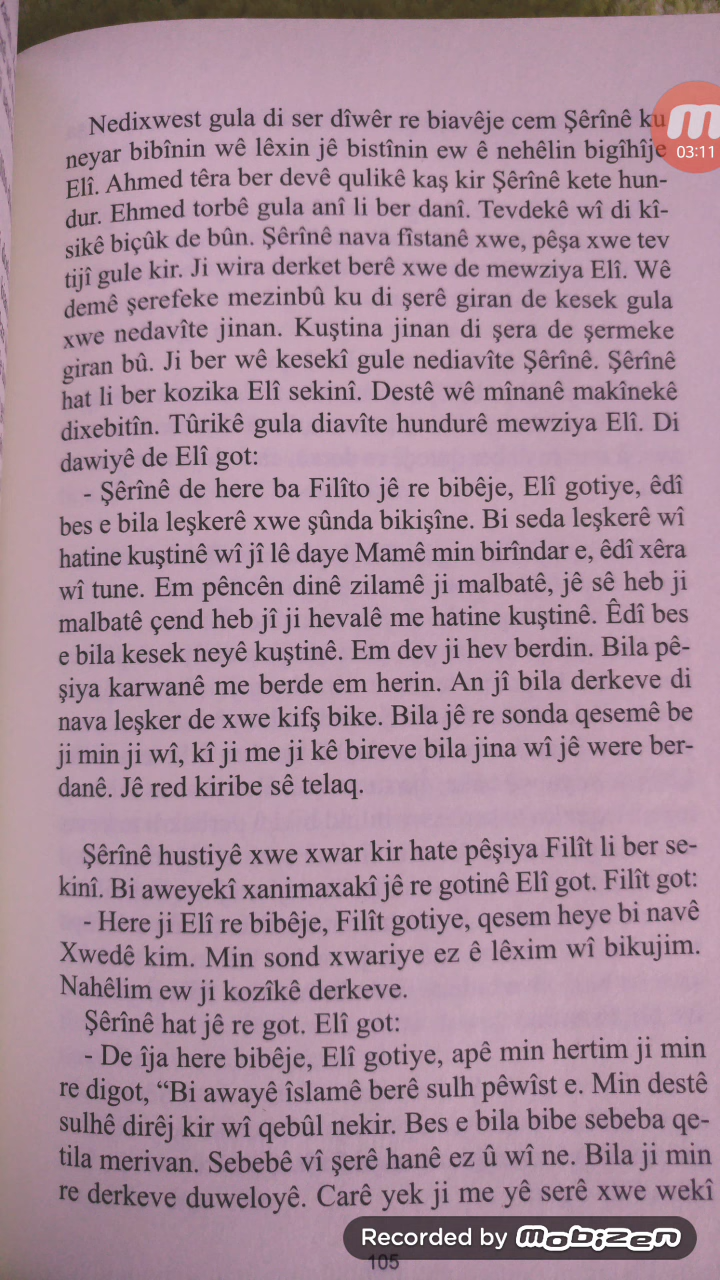 Nedixwest gula di ser dîwêr re biavêje cem Şêrînê ku
neyar bibînin wê lêxin jê bistînin ew ê nehêlin bigîhîje
Elî. Ahmed têra ber devê qulikê kaş kir Şêrînê kete hun-
dur. Ehmed torbê gula anî li ber danî. Tevdekê wî di kî-
sikê biçûk de bûn. Şêrînê nava fîstanê xwe, pêşa xwe tev
tijî gule kir. Ji wira derket berê xwe de mewziya Elî. Wê
demê şerefeke mezinbû ku di şerê giran de kesek gula
xwe nedavîte jinan. Kuştina jinan di şera de şermeke
giran bû. Ji ber wê kesekî gule nediavîte Şêrînê. Şêrînê
hat li ber kozika Elî sekinî. Destê wê mînanê makînekê
dixebitîn. Tûrikê gula diavîte hundurê mewziya Elî. Di
dawiyê de Elî got:
- Şêrînê de here ba Filîto jê re bibêje, Elî gotiye, êdî
bes e bila leşkerê xwe şûnda bikişîne. Bi seda leşkerê wî
hatine kuştinê wî jî lê daye Mamê min birîndar e, êdî xêra
wî tune. Em pêncên dinê zilamê ji malbatê, jê sê heb ji
malbatê çend heb jî ji hevalê me hatine kuştinê. Êdî bes
e bila kesek neyê kuştinê. Em dev ji hev berdin. Bila pê-
şiya karwanê me berde em herin. An jî bila derkeve di
nava leşker de xwe kifş bike. Bila jê re sonda qesemê be
ji min ji wî, kî ji me ji kê bireve bila jina wî jê were ber-
danê. Jê red kiribe sê telaq.
Şêrînê hustiyê xwe xwar kir hate pêşiya Filît li ber se-
kinî. Bi aweyekî xanimaxakî jê re gotinê Elî got. Filît got:
- Here ji Elî re bibêje, Filît gotiye, qesem heye bi navê
Xwedê kim. Min sond xwariye ez ê lêxim wî bikujim.
Nahêlim ew ji kozîkê derkeve.
Şêrînê hat jê re got. Elî got:
- De îja here bibêje, Elî gotiye, apê min hertim ji min
re digot, “Bi awayê îslamê berê sulh pêwîst e. Min destê
sulhê dirêj kir wî qebûl nekir. Bes e bila bibe sebeba qe-
tila merivan. Sebebê vî şerê hanê ez û wî ne. Bila ji min
re derkeve duweloyê. Carê yek ji me yê serê xwe wekî
105
03:11
Recorded by mobizen